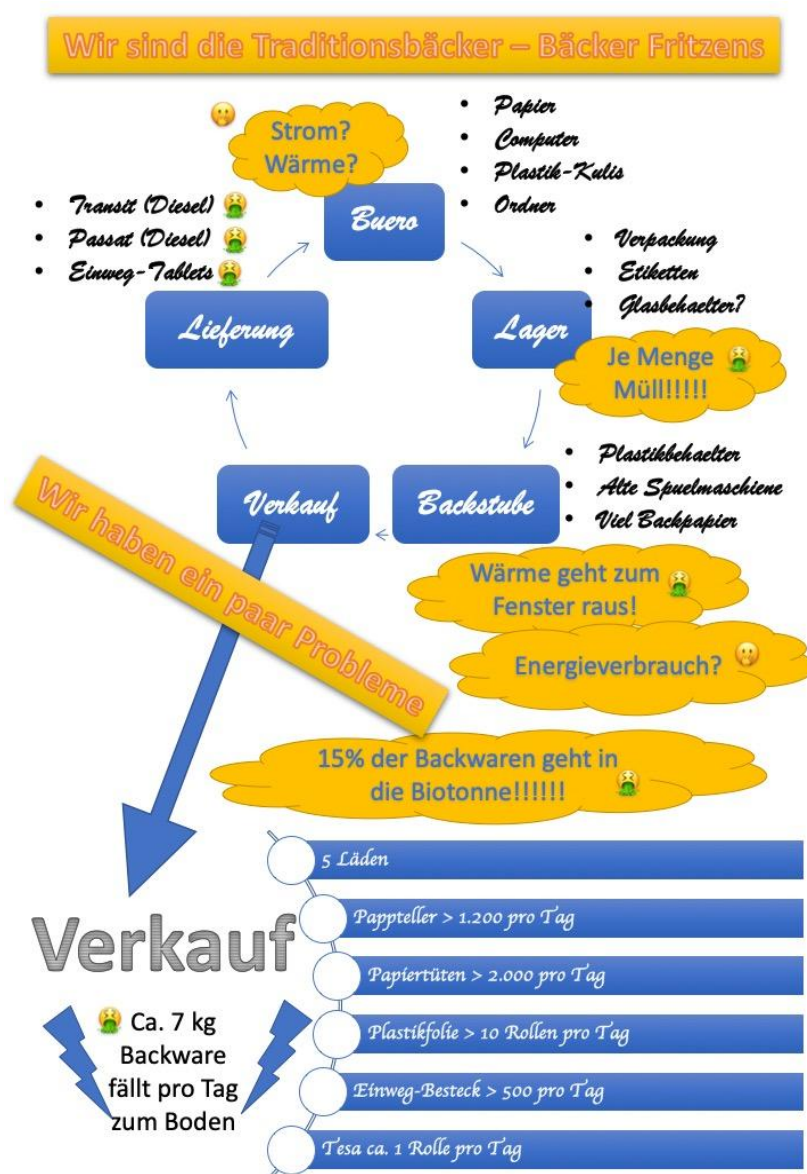 Wir sind die Traditionsbäcker – Bäcker Fritzens
Strom?
Wärme?
• Papier
• Computer
• Plastik-Kulis
• Ordner
• Transit (Diesel) 🤮
• Passat (Diesel) 🤮
• Einweg-Tablets 🤮
Buero
• Verpackung
• Etiketten
• Glasbehaelter?
Lieferung
Lager
Je Menge
Müll!!!!!
Verkauf
Backstube
• Plastikbehaelter
• Alte Spuelmaschiene
• Viel Backpapier
Wir haben ein paar Probleme
Wärme geht zum
Fenster raus!
Energieverbrauch?
15% der Backwaren geht in
die Biotonne!!!!!!
Verkauf
🤮 Ca. 7 kg
Backware
fällt pro Tag
zum Boden
5 Läden
Pappteller > 1.200 pro Tag
Papiertüten > 2.000 pro Tag
Plastikfolie > 10 Rollen pro Tag
Einweg-Besteck > 500 pro Tag
Tesa ca. 1 Rolle pro Tag